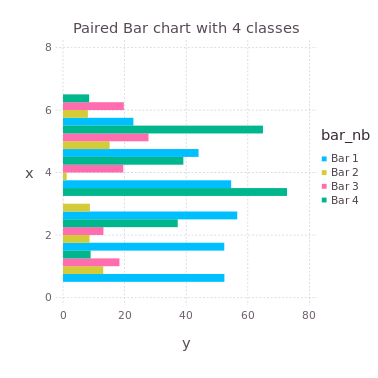 Paired Bar chart with 4 classes
8
6
4
2
0
x
0 20 40 60 80
y
bar_nb
Bar 1
Bar 2
Bar 3
Bar 4